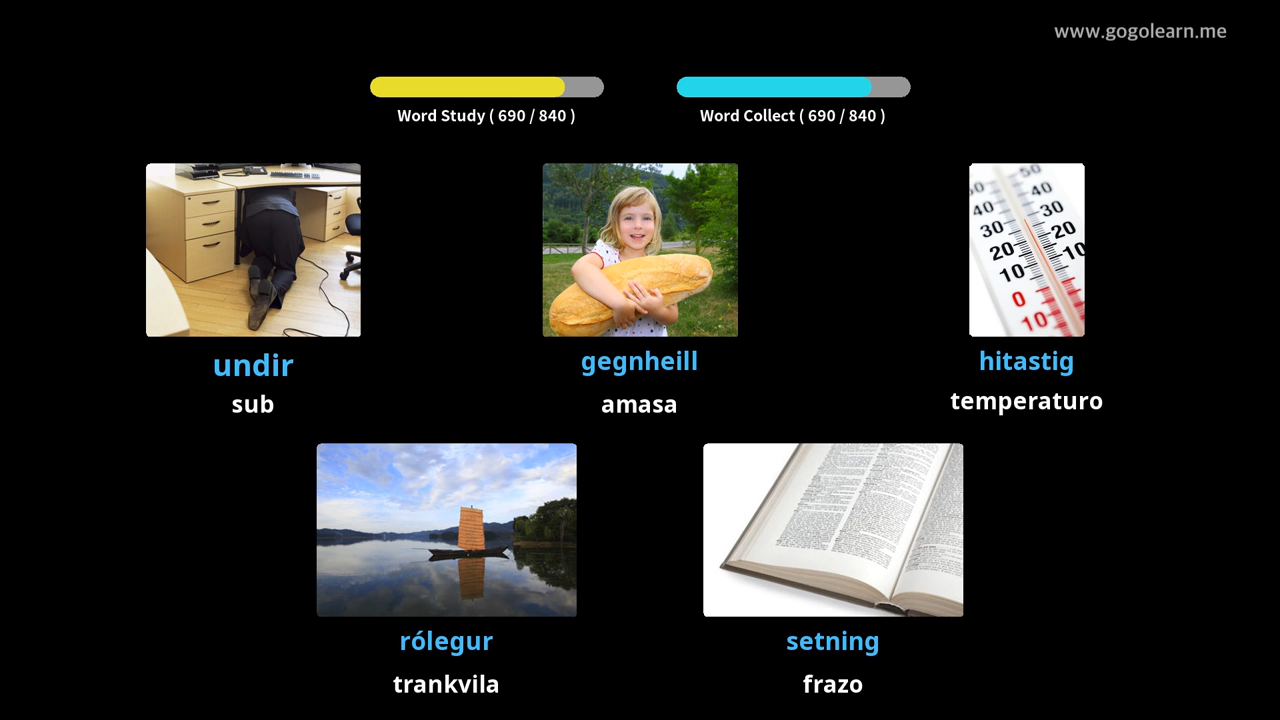 www.gogolearn.me
Word Study ( 690 / 840 )
Word Collect ( 690 / 840 )
undir
sub
gegnheill
amasa
hitastig
temperaturo
rólegur
trankvila
setning
frazo